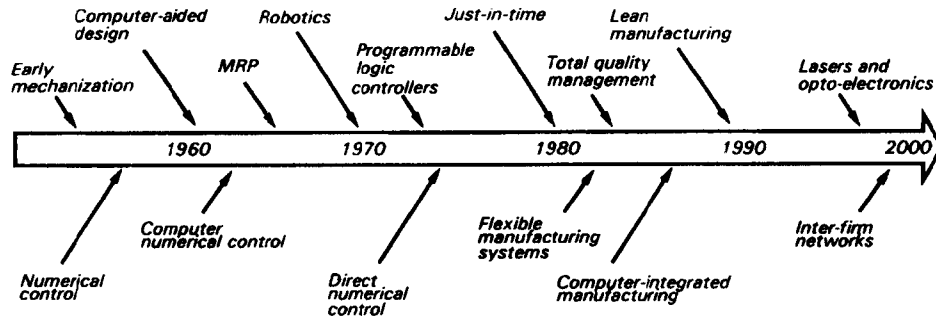 Computer-aided
design
Robotics
Just-in-time
Lean
manufacturing
Early
mechanization
MRP
Programmable
logic
controllers
Total quality
management
Lasers and
opto-electronics
1960
1970
1980
1990
2000
Computer
numerical control
Flexible
manufacturing
systems
Inter-firm
networks
Numerical
control
Direct
numerical
control
Computer-integrated
manufacturing